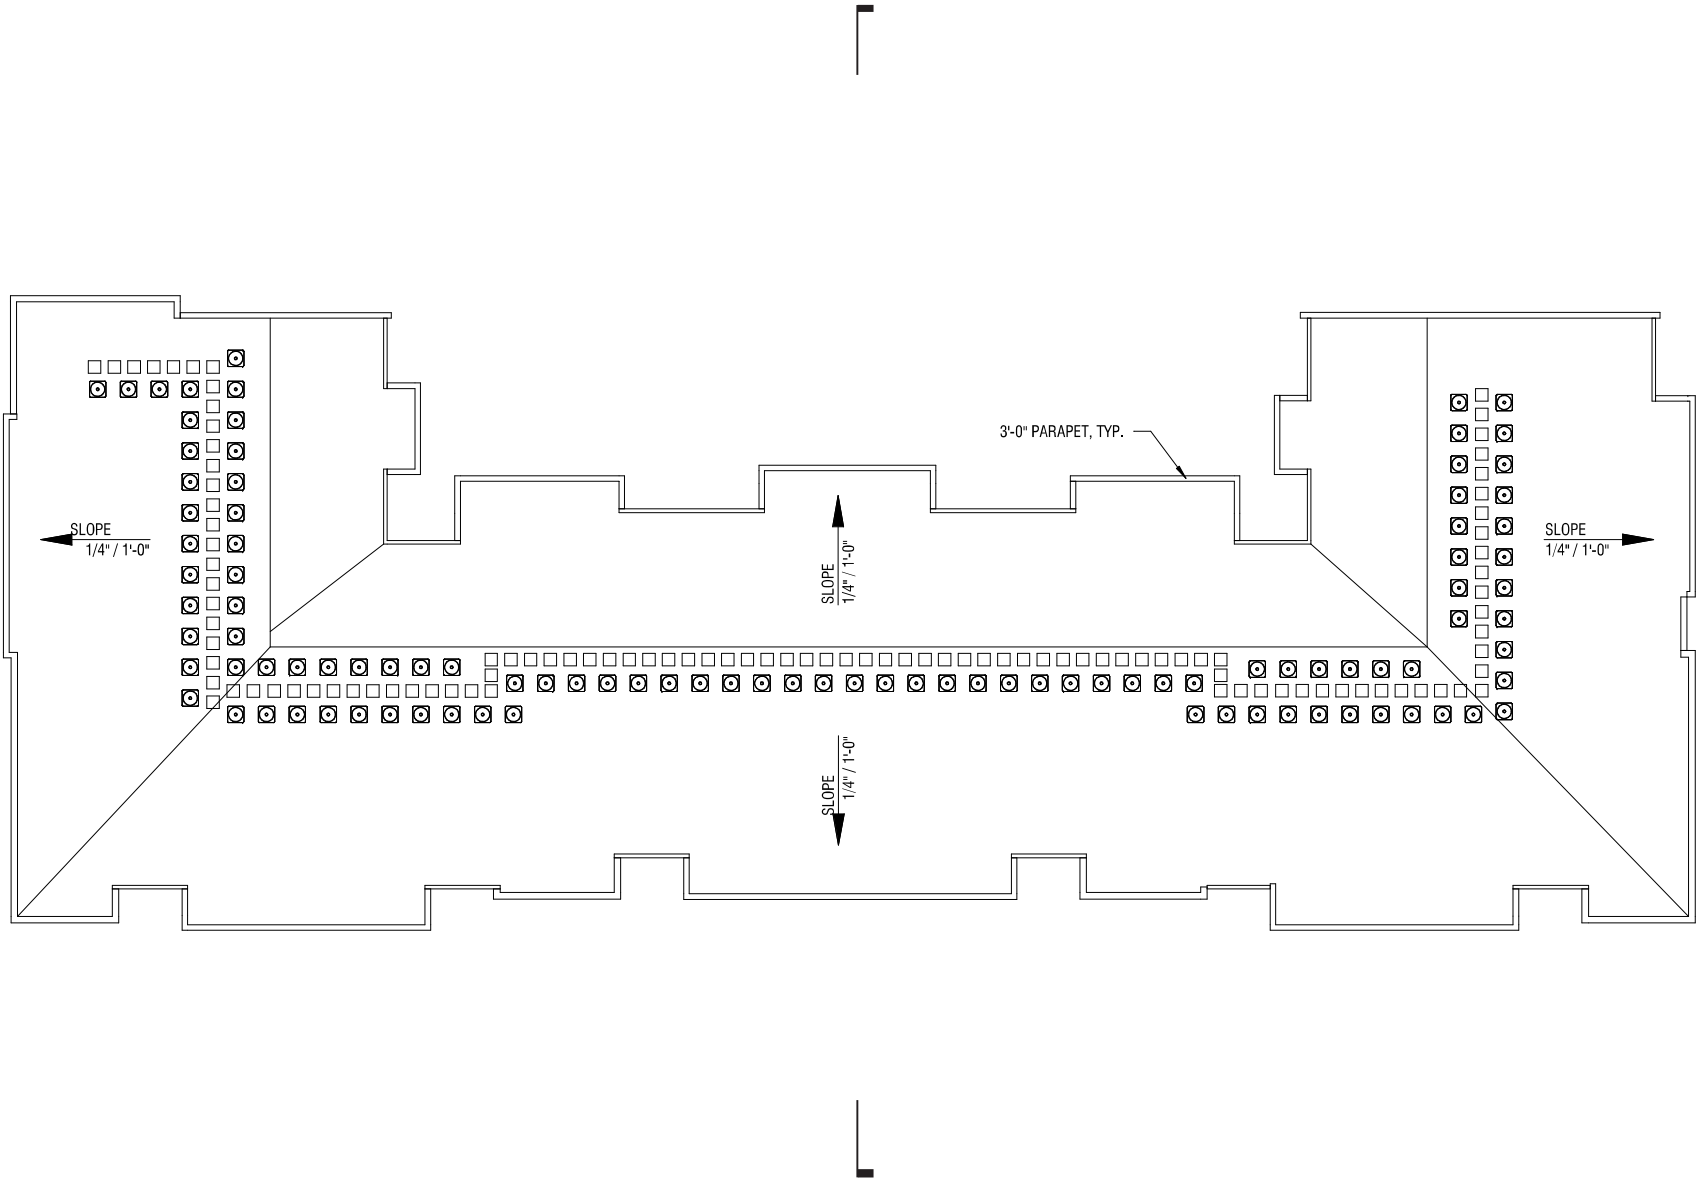 3'-0" PARAPET, TYP.
SLOPE
1/4" / 1'-0"
SLOPE
1/4" / 1'-0"
SLOPE
1/4" / 1'-0"
SLOPE
1/4" / 1'-0"